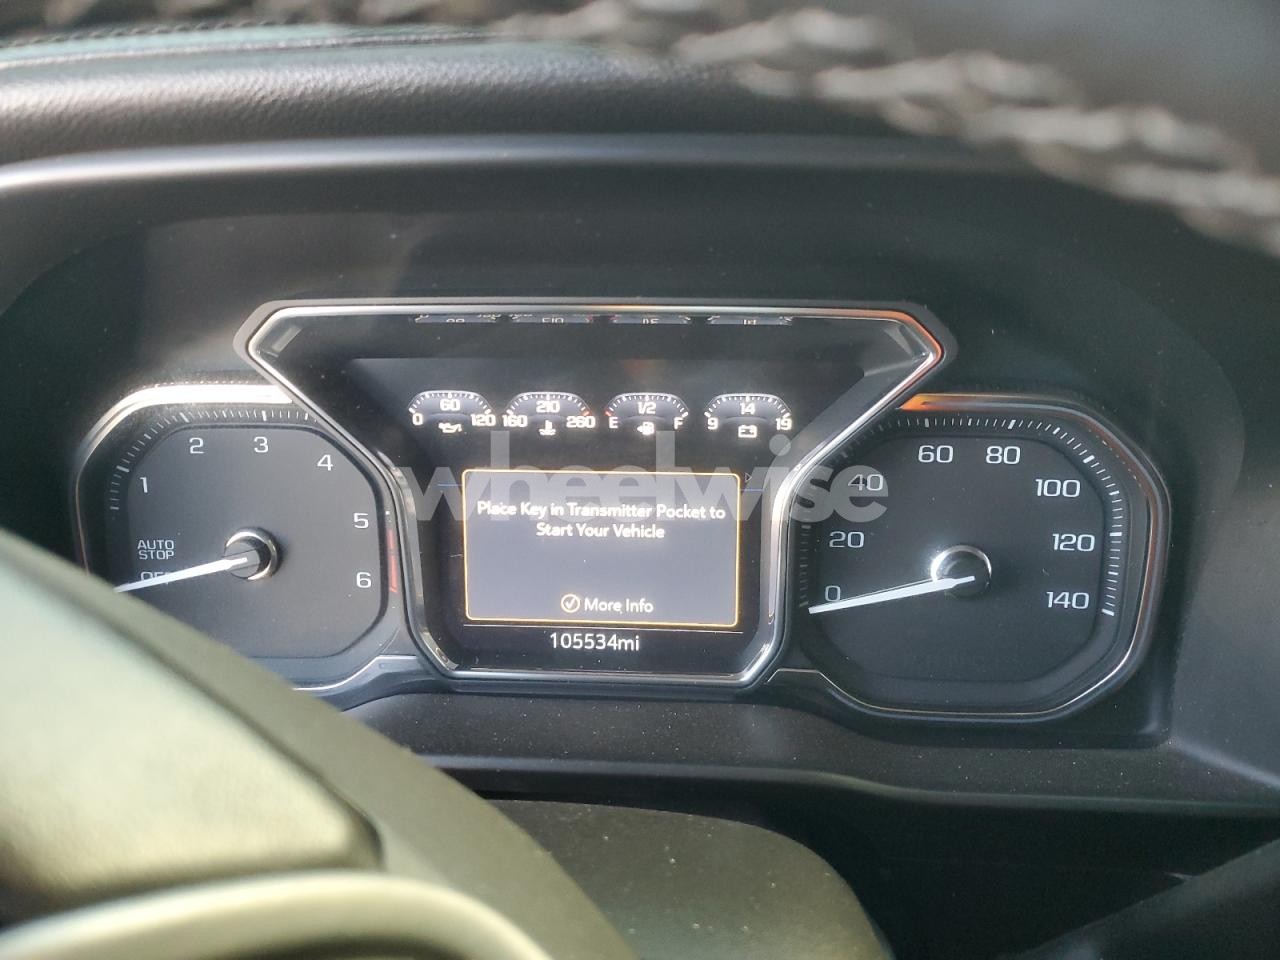 0 60 120 160 210 260 E 1/2 F 9 14 19
wheelwise
Place Key in Transmitter Pocket to
Start Your Vehicle
More Info
105534mi
1 2 3 4 5 6
AUTO
STOP
OFF
0 20 40 60 80 100 120 140